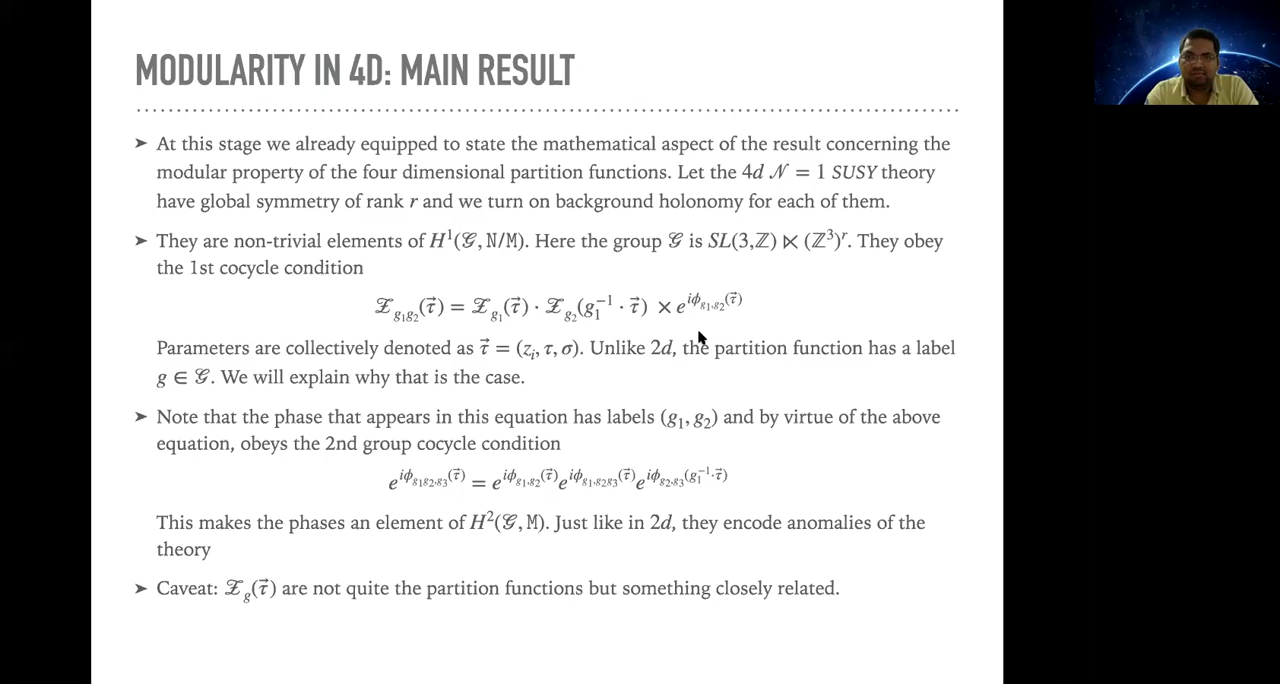 MODULARITY IN 4D: MAIN RESULT
➤ At this stage we already equipped to state the mathematical aspect of the result concerning the
modular property of the four dimensional partition functions. Let the 4d 𝒩 = 1 SUSY theory
have global symmetry of rank r and we turn on background holonomy for each of them.
➤ They are non-trivial elements of H¹(𝒢, N/M). Here the group 𝒢 is SL(3,ℤ) ⋉ (ℤ³)ʳ. They obey
the 1st cocycle condition
𝒵_{g₁g₂}(τ⃗) = 𝒵_{g₁}(τ⃗) · 𝒵_{g₂}(g₁⁻¹ · τ⃗) × e^{iϕ_{g₁,g₂}(τ⃗)}
Parameters are collectively denoted as τ⃗ = (zᵢ, τ, σ). Unlike 2d, the partition function has a label
g ∈ 𝒢. We will explain why that is the case.
➤ Note that the phase that appears in this equation has labels (g₁, g₂) and by virtue of the above
equation, obeys the 2nd group cocycle condition
e^{iϕ_{g₁g₂,g₃}(τ⃗)} = e^{iϕ_{g₁,g₂}(τ⃗)} e^{iϕ_{g₁,g₂g₃}(τ⃗)} e^{iϕ_{g₂,g₃}(g₁⁻¹·τ⃗)}
This makes the phases an element of H²(𝒢, M). Just like in 2d, they encode anomalies of the
theory
➤ Caveat: 𝒵_g(τ⃗) are not quite the partition functions but something closely related.